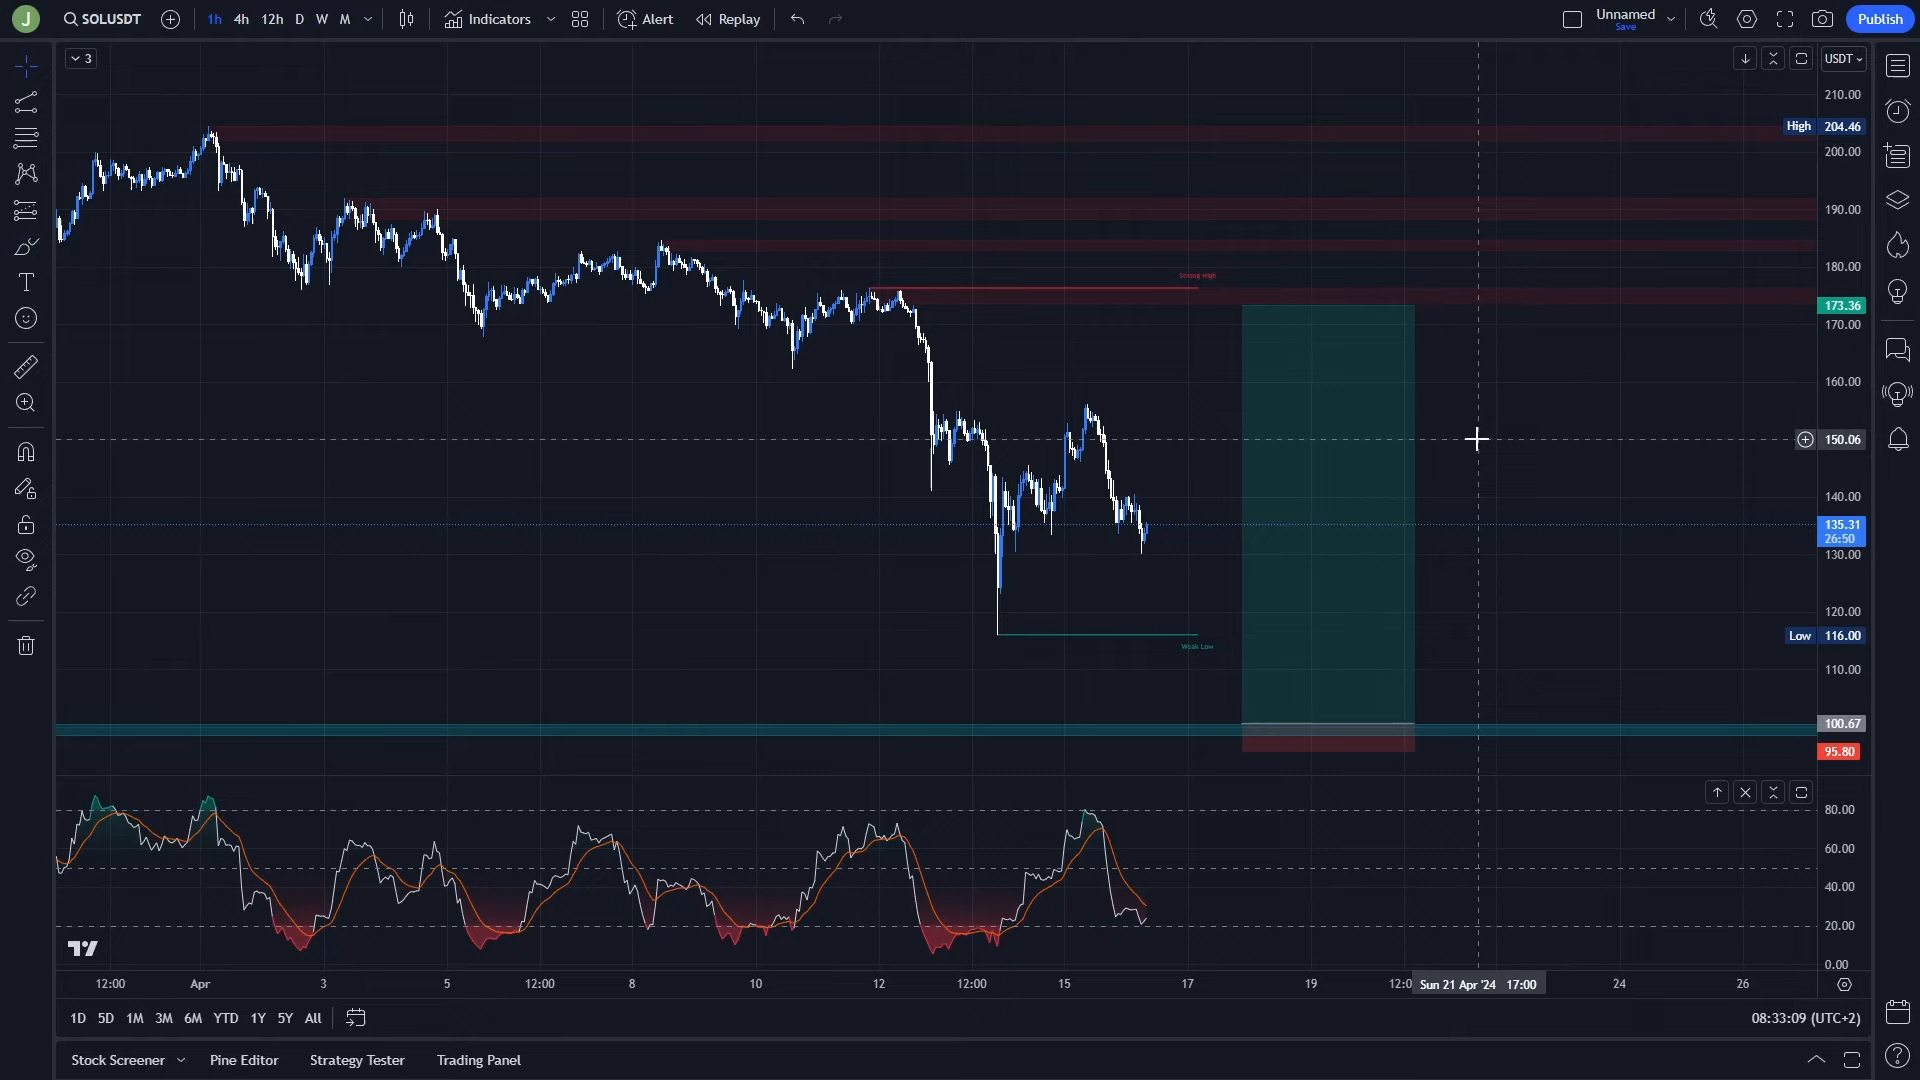 J
SOLUSDT
1h
4h
12h
D
W
M
Indicators
Alert
Replay
Unnamed
Save
Publish
3
USDT
210.00
High 204.46
200.00
190.00
180.00
Strong High
173.36
170.00
160.00
150.06
140.00
135.31
26:50
130.00
120.00
Low 116.00
Weak Low
110.00
100.67
95.80
80.00
60.00
40.00
20.00
0.00
12:00
Apr
3
5
12:00
8
10
12
12:00
15
17
19
12:0
Sun 21 Apr '24 17:00
24
26
1D
5D
1M
3M
6M
YTD
1Y
5Y
All
08:33:09 (UTC+2)
Stock Screener
Pine Editor
Strategy Tester
Trading Panel